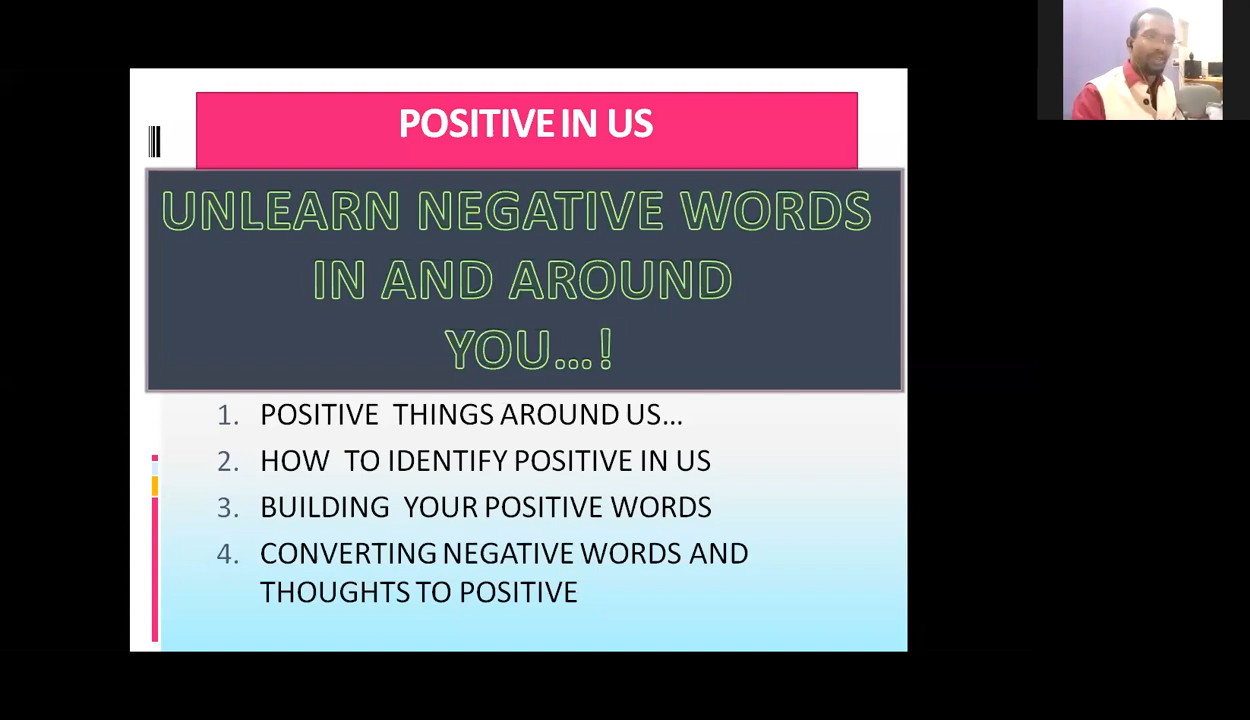 POSITIVE IN US
UNLEARN NEGATIVE WORDS
IN AND AROUND
YOU...!
1. POSITIVE THINGS AROUND US...
2. HOW TO IDENTIFY POSITIVE IN US
3. BUILDING YOUR POSITIVE WORDS
4. CONVERTING NEGATIVE WORDS AND
THOUGHTS TO POSITIVE